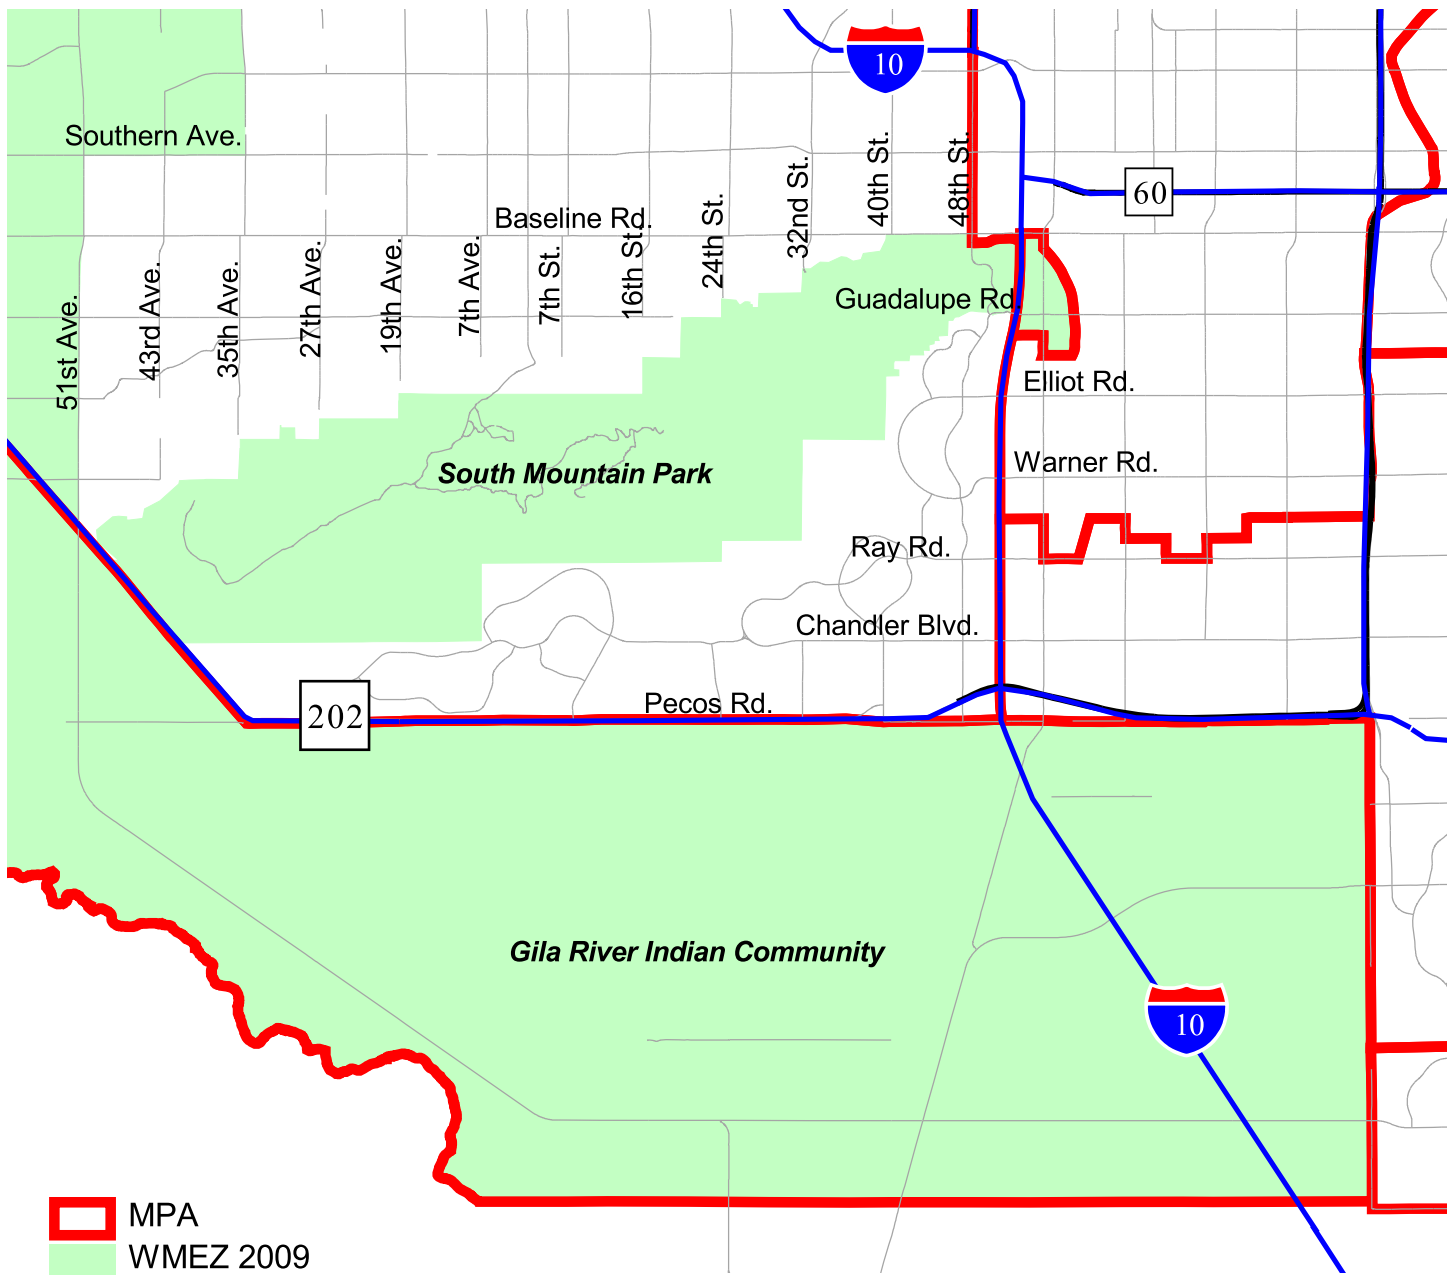 10
Southern Ave.
60
Baseline Rd.
51st Ave.
43rd Ave.
35th Ave.
27th Ave.
19th Ave.
7th Ave.
7th St.
16th St.
24th St.
32nd St.
40th St.
48th St.
Guadalupe Rd.
Elliot Rd.
Warner Rd.
South Mountain Park
Ray Rd.
Chandler Blvd.
Pecos Rd.
202
Gila River Indian Community
10
MPA
WMEZ 2009